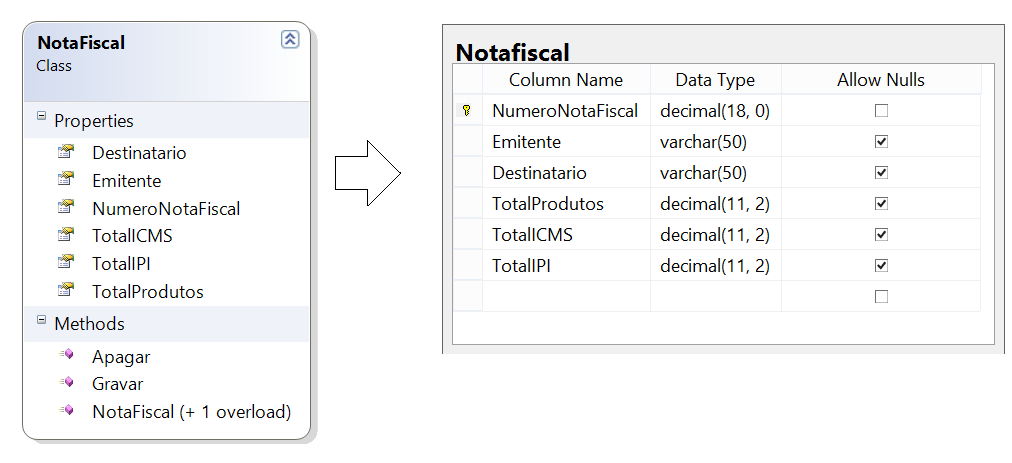 NotaFiscal
Class
Properties
Destinatario
Emitente
NumeroNotaFiscal
TotalICMS
TotalIPI
TotalProdutos
Methods
Apagar
Gravar
NotaFiscal (+ 1 overload)
Notafiscal
Column Name Data Type Allow Nulls
NumeroNotaFiscal decimal(18, 0)
Emitente varchar(50)
Destinatario varchar(50)
TotalProdutos decimal(11, 2)
TotalICMS decimal(11, 2)
TotalIPI decimal(11, 2)